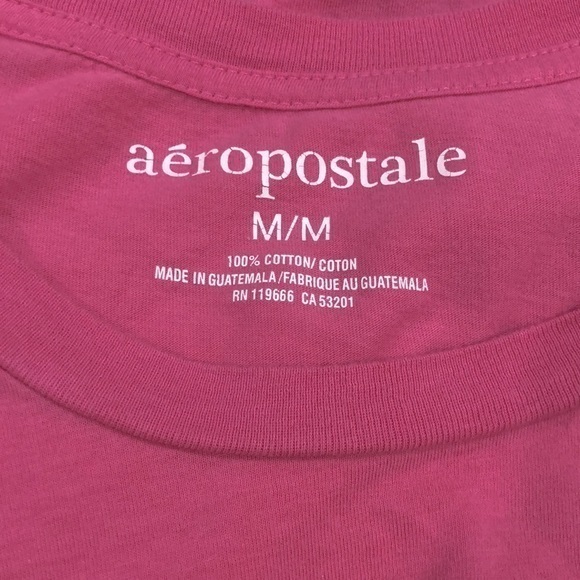 aéropostale
M/M
100% COTTON/COTON
MADE IN GUATEMALA/FABRIQUE AU GUATEMALA
RN 119666 CA 53201